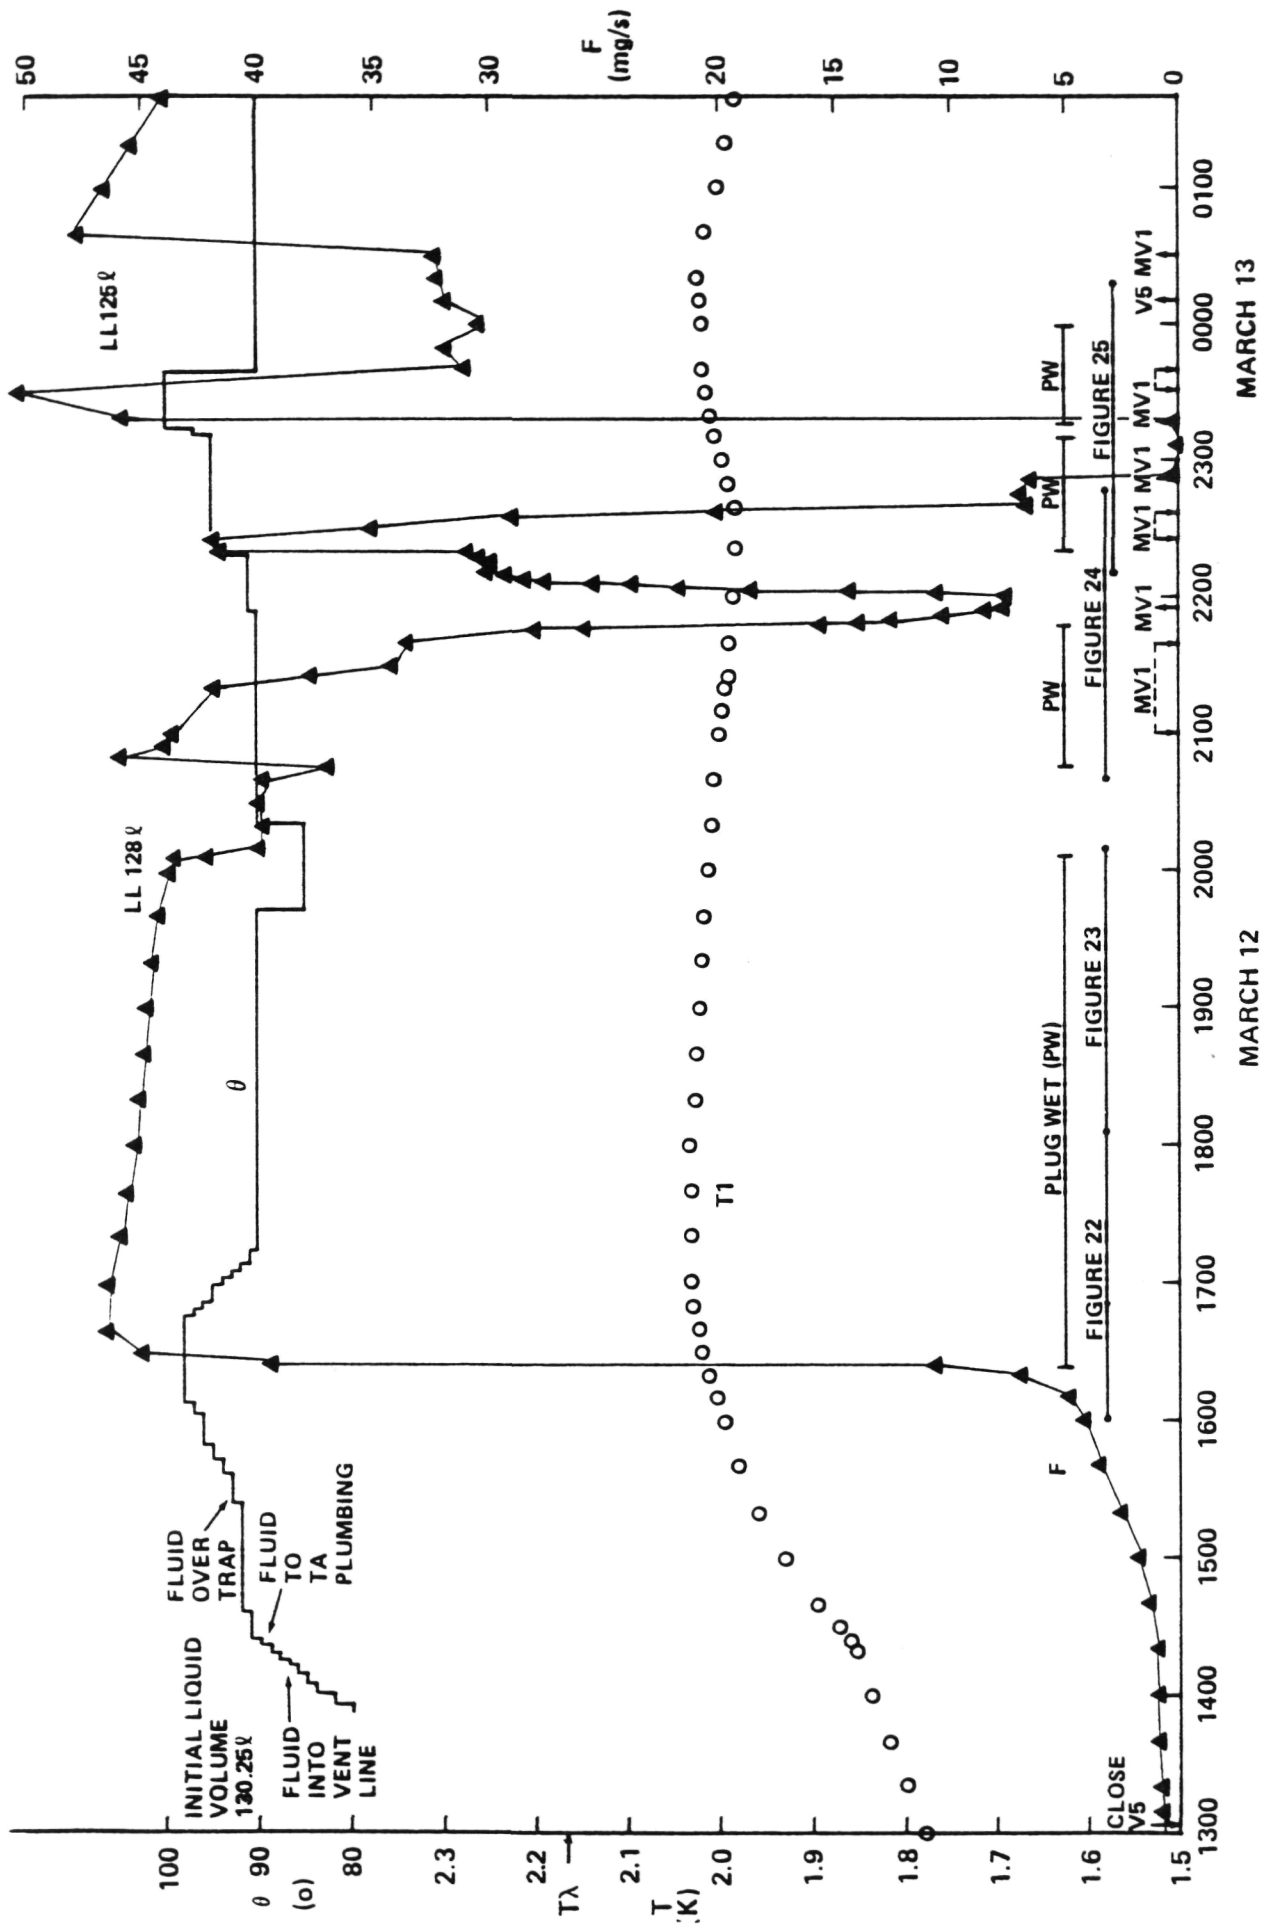 50
45
40
35
30
F
(mg/s)
20
15
10
5
0
LL125ℓ
LL 128ℓ
θ
T1
F
FLUID
OVER
TRAP
FLUID
TO
TA
PLUMBING
INITIAL LIQUID
VOLUME
130.25ℓ
FLUID
INTO
VENT
LINE
PLUG WET (PW)
PW
PW
PW
FIGURE 22
FIGURE 23
FIGURE 24
FIGURE 25
CLOSE
V5
MV1
MV1
MV1
MV1
MV1
V5
MV1
100
90
80
θ
(o)
2.3
2.2
Tλ
2.1
2.0
T
(K)
1.9
1.8
1.7
1.6
1.5
1300
1400
1500
1600
1700
1800
1900
2000
2100
2200
2300
0000
0100
MARCH 12
MARCH 13